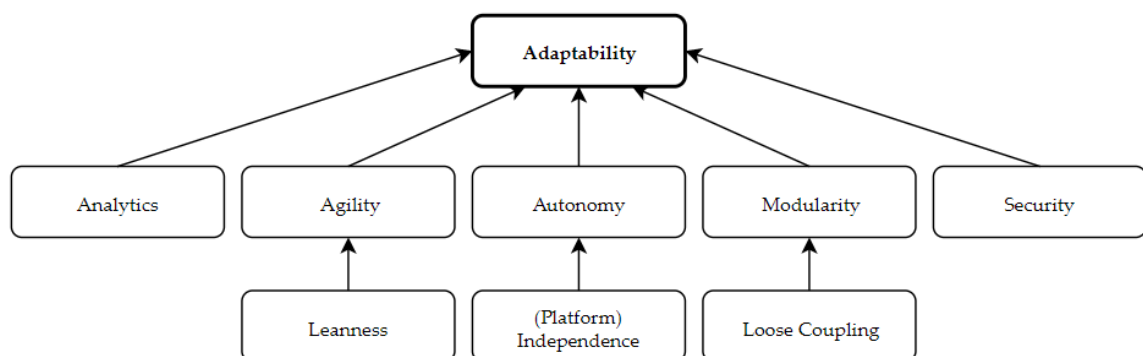 Adaptability
Analytics
Agility
Autonomy
Modularity
Security
Leanness
(Platform)
Independence
Loose Coupling